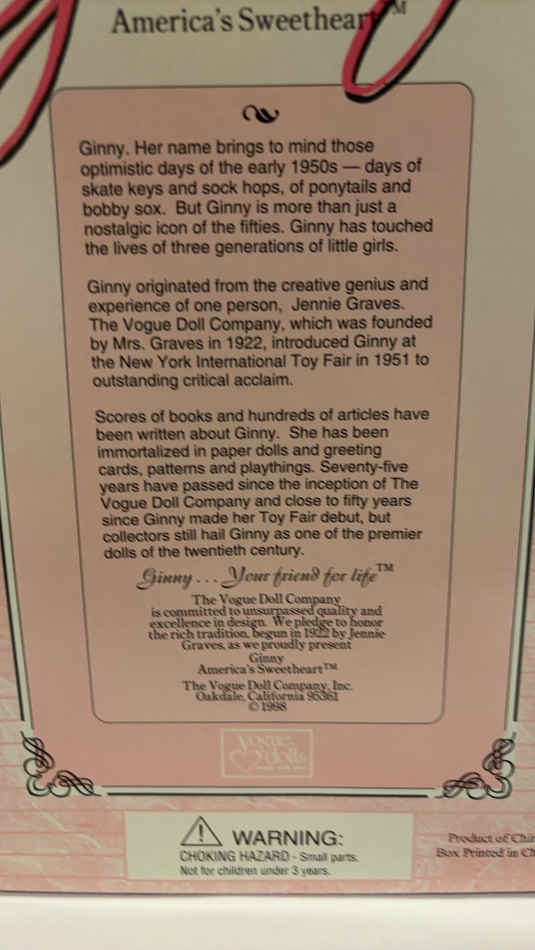 America's Sweetheart™
Ginny. Her name brings to mind those
optimistic days of the early 1950s — days of
skate keys and sock hops, of ponytails and
bobby sox. But Ginny is more than just a
nostalgic icon of the fifties. Ginny has touched
the lives of three generations of little girls.
Ginny originated from the creative genius and
experience of one person, Jennie Graves.
The Vogue Doll Company, which was founded
by Mrs. Graves in 1922, introduced Ginny at
the New York International Toy Fair in 1951 to
outstanding critical acclaim.
Scores of books and hundreds of articles have
been written about Ginny. She has been
immortalized in paper dolls and greeting
cards, patterns and playthings. Seventy-five
years have passed since the inception of The
Vogue Doll Company and close to fifty years
since Ginny made her Toy Fair debut, but
collectors still hail Ginny as one of the premier
dolls of the twentieth century.
Ginny . . . Your friend for life™
The Vogue Doll Company
is committed to unsurpassed quality and
excellence in design. We pledge to honor
the rich tradition, begun in 1922 by Jennie
Graves, as we proudly present
Ginny
America's Sweetheart™
The Vogue Doll Company, Inc.
Oakdale, California 95361
©1998
vogue
dolls
WARNING:
CHOKING HAZARD - Small parts.
Not for children under 3 years.
Product of Chin
Box Printed in Ch